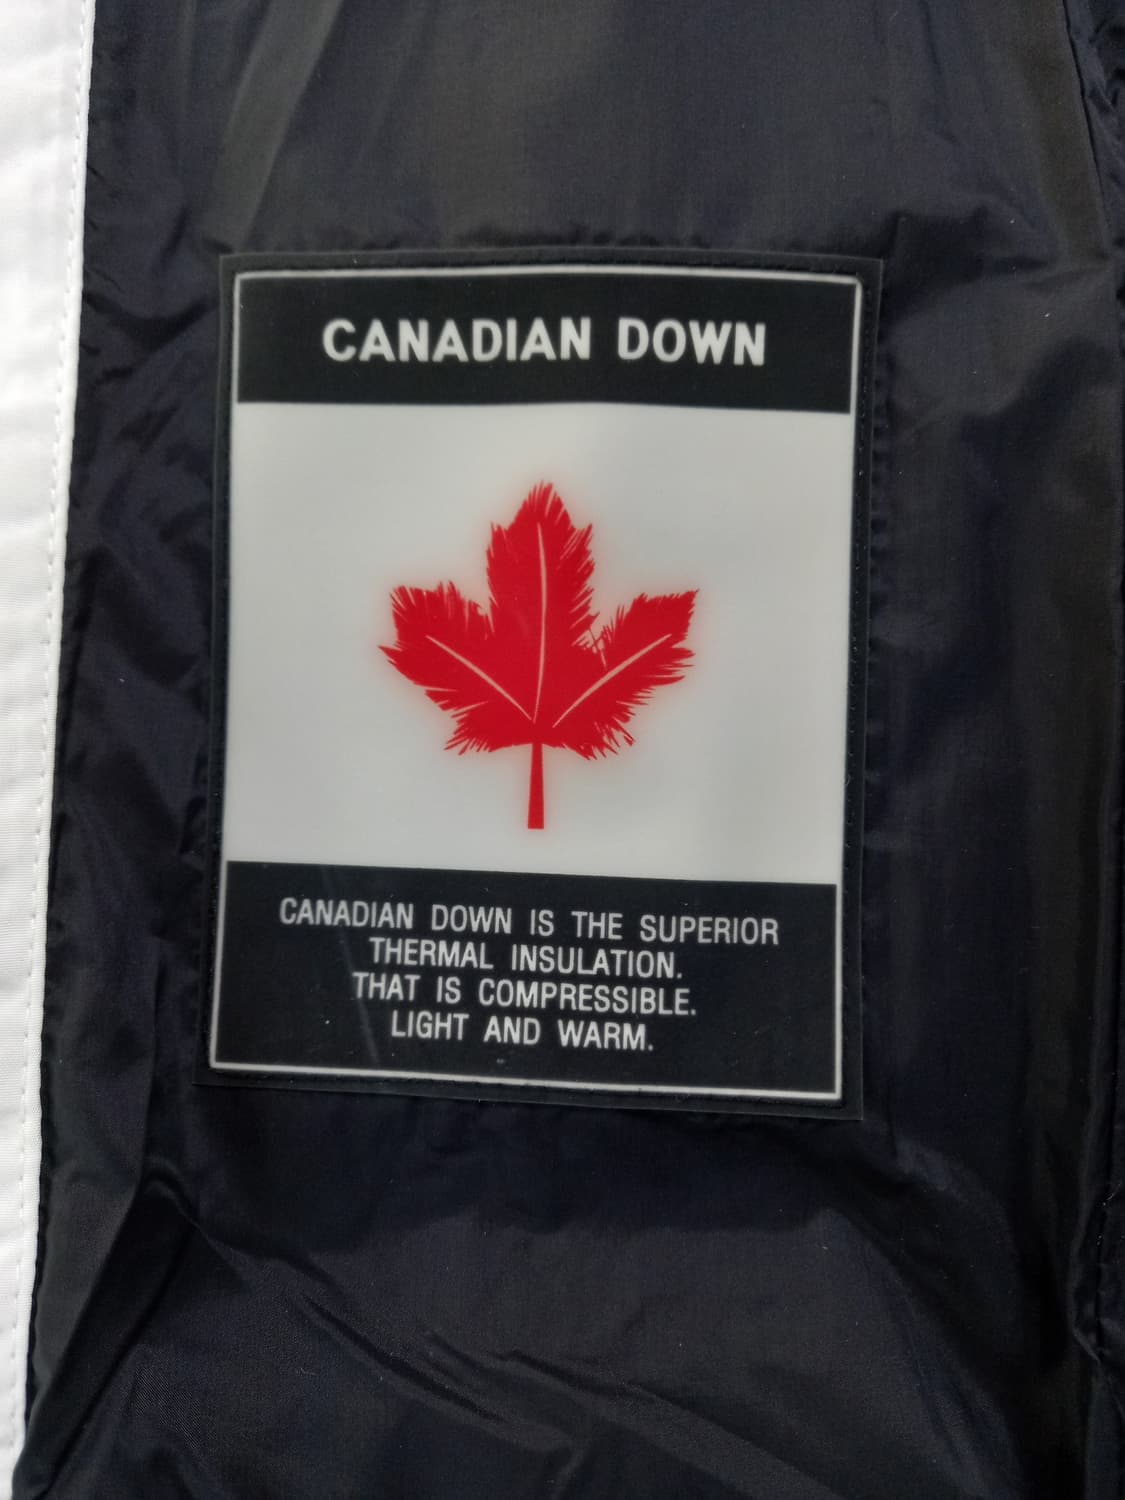 CANADIAN DOWN
CANADIAN DOWN IS THE SUPERIOR
THERMAL INSULATION.
THAT IS COMPRESSIBLE.
LIGHT AND WARM.